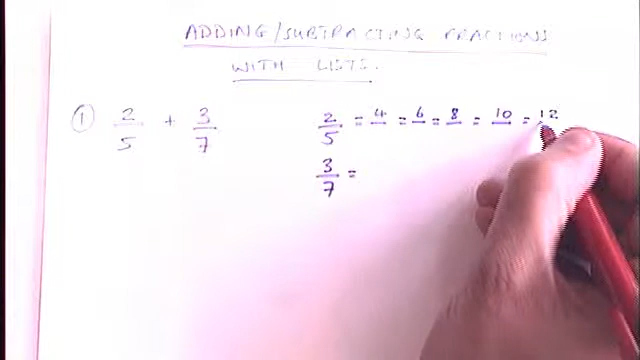 ADDING/SUBTRACTING FRACTIONS
WITH LISTS.
① 2/5 + 3/7
2/5 = 4/ = 6/ = 8/ = 10/ = 12/
3/7 =